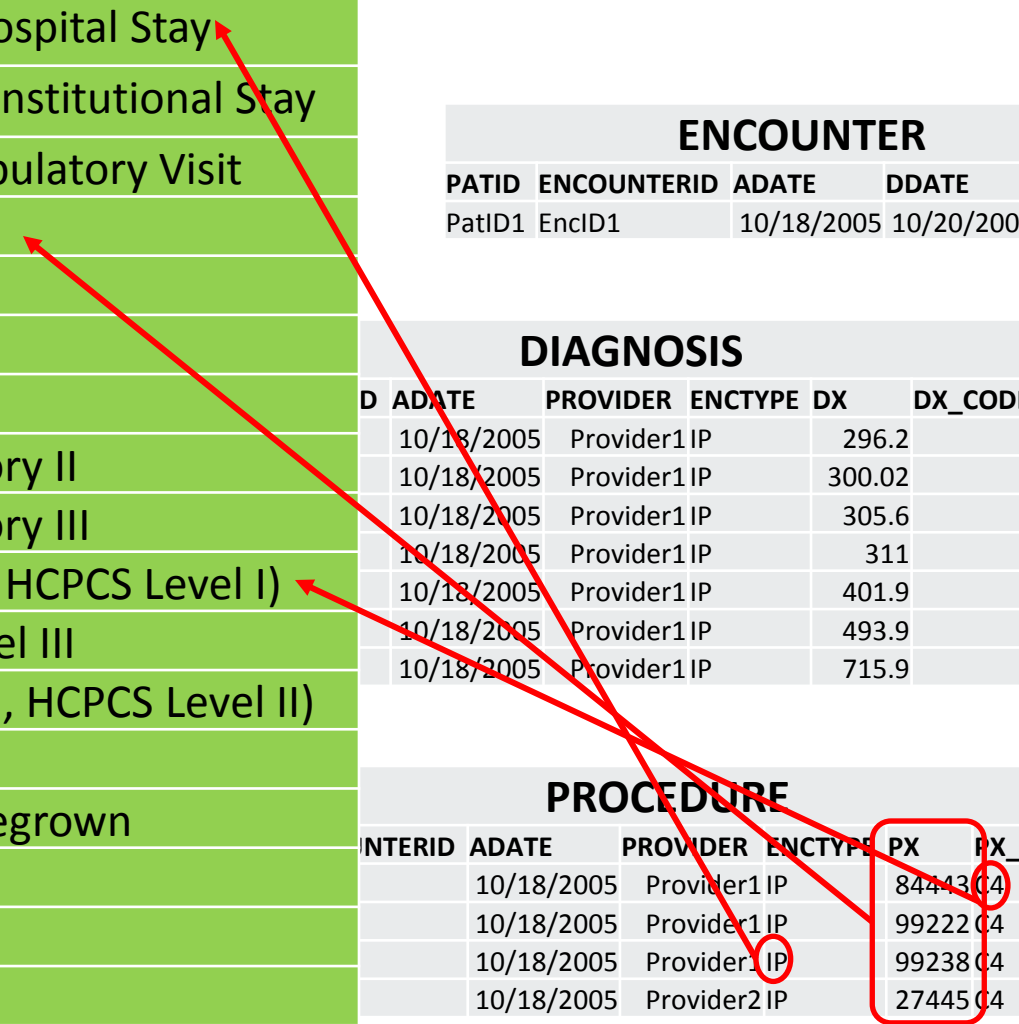 ospital Stay
nstitutional Stay
bulatory Visit
ry II
ry III
HCPCS Level I)
el III
, HCPCS Level II)
egrown
ENCOUNTER
PATID ENCOUNTERID ADATE DDATE
PatID1 EncID1 10/18/2005 10/20/200
DIAGNOSIS
D ADATE PROVIDER ENCTYPE DX DX_COD
10/18/2005 Provider1 IP 296.2
10/18/2005 Provider1 IP 300.02
10/18/2005 Provider1 IP 305.6
10/18/2005 Provider1 IP 311
10/18/2005 Provider1 IP 401.9
10/18/2005 Provider1 IP 493.9
10/18/2005 Provider1 IP 715.9
PROCEDURE
NTERID ADATE PROVIDER ENCTYPE PX PX_
10/18/2005 Provider1 IP 84443 C4
10/18/2005 Provider1 IP 99222 C4
10/18/2005 Provider1 IP 99238 C4
10/18/2005 Provider2 IP 27445 C4